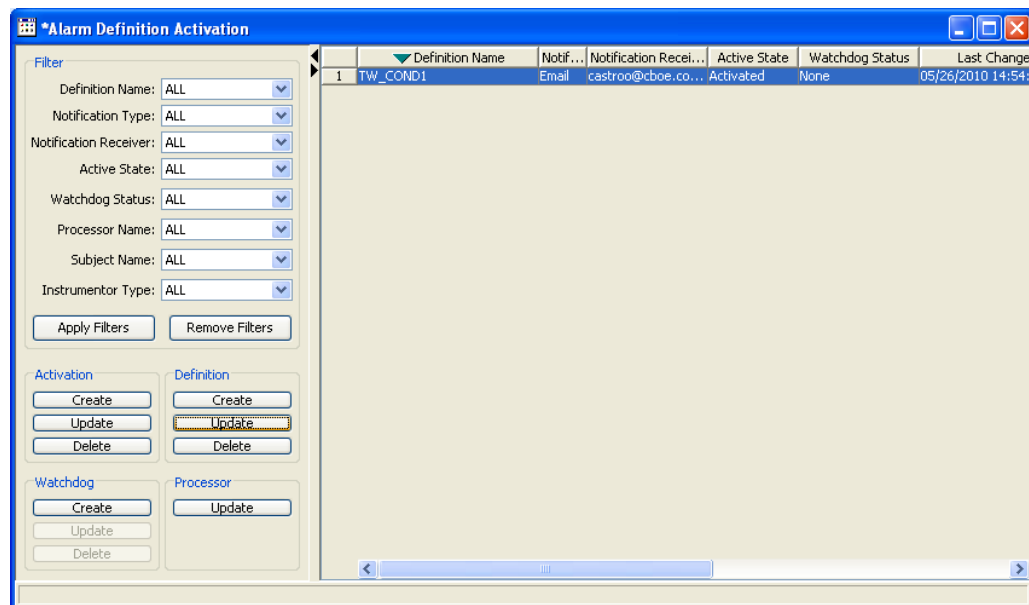 *Alarm Definition Activation
Filter
Definition Name: ALL
Notification Type: ALL
Notification Receiver: ALL
Active State: ALL
Watchdog Status: ALL
Processor Name: ALL
Subject Name: ALL
Instrumentor Type: ALL
Apply Filters Remove Filters
Activation Definition
Create Create
Update Update
Delete Delete
Watchdog Processor
Create Update
Update
Delete
Definition Name Notif... Notification Recei... Active State Watchdog Status Last Change
1 TW_COND1 Email castroo@cboe.co... Activated None 05/26/2010 14:54: